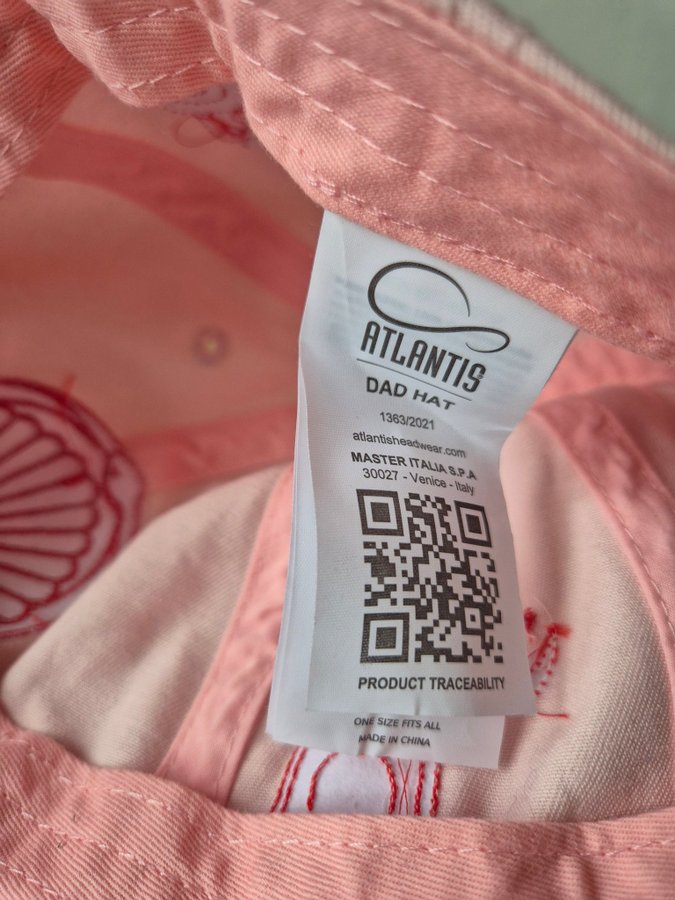 ATLANTIS
DAD HAT
1363/2021
atlantisheadwear.com
MASTER ITALIA S.P.A
30027 - Venice - Italy
PRODUCT TRACEABILITY
ONE SIZE FITS ALL
MADE IN CHINA